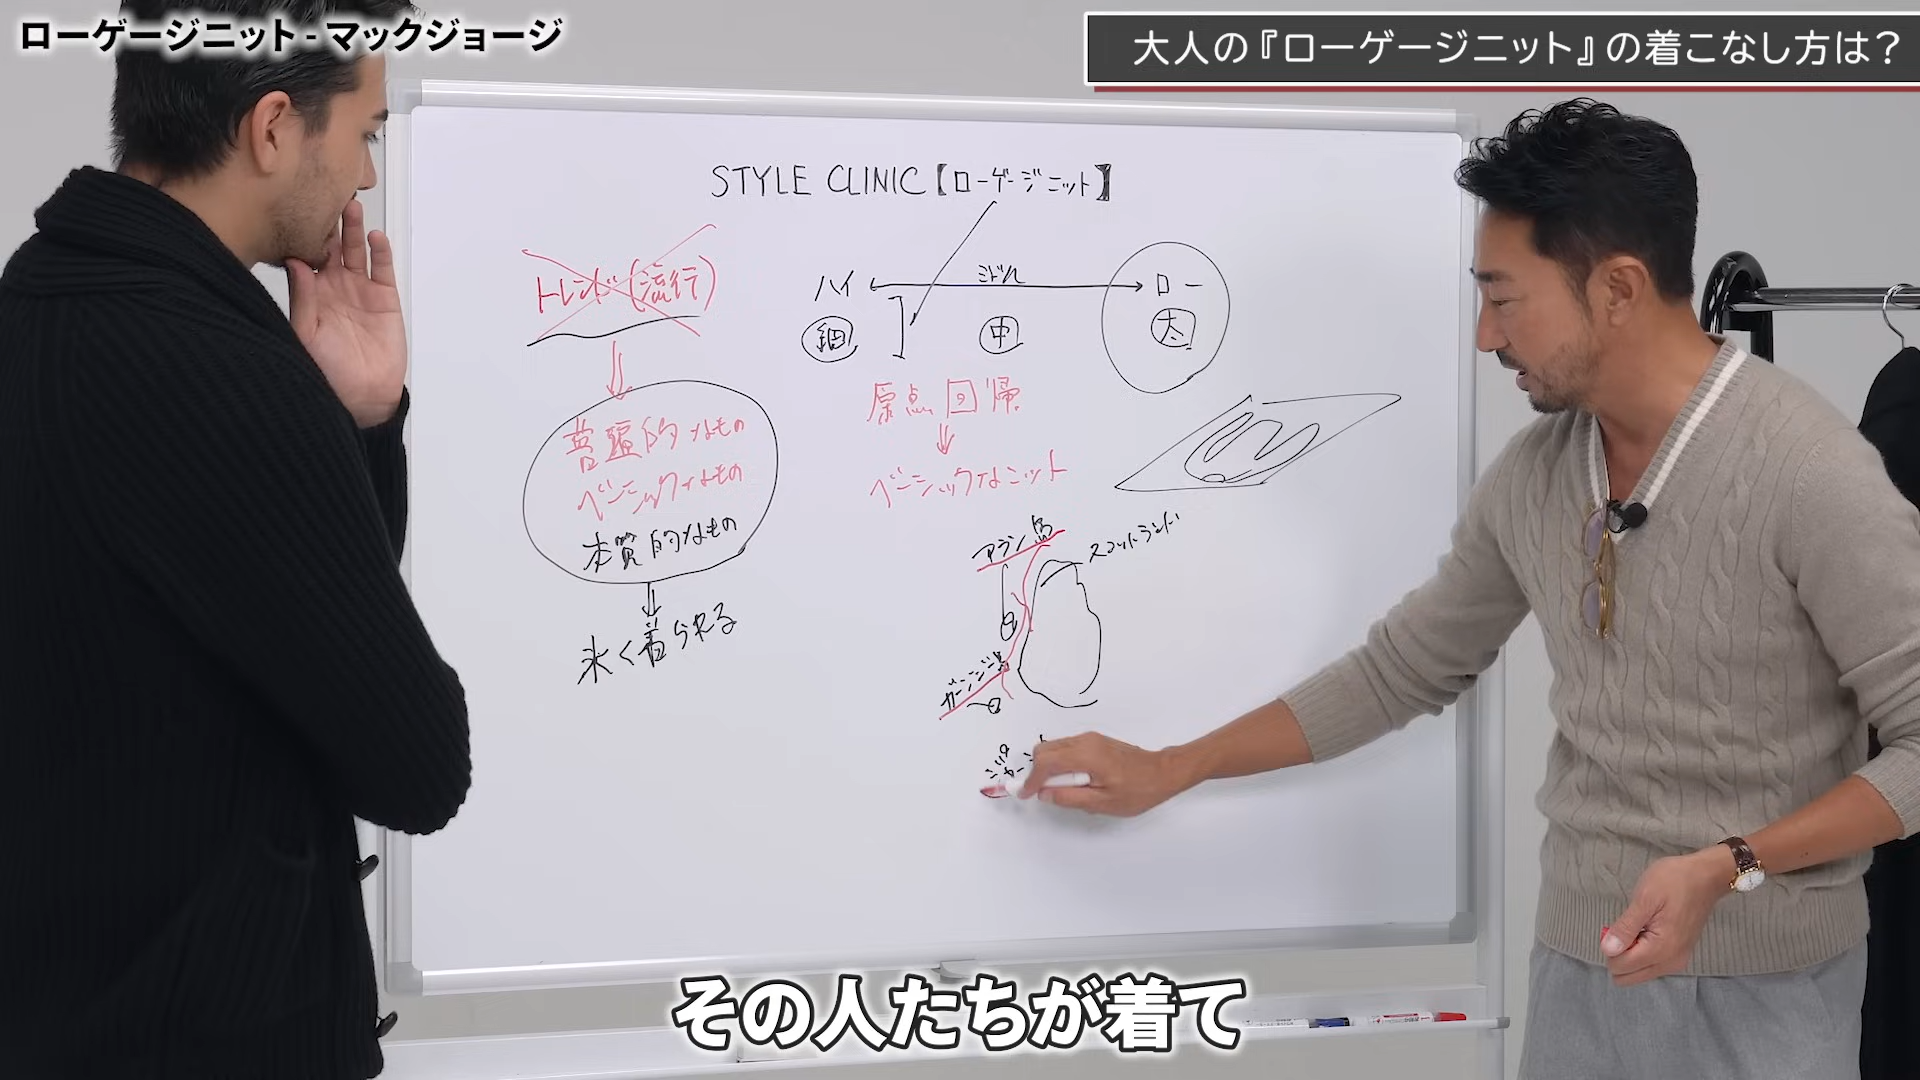 ローゲージニット - マックジョージ
大人の『ローゲージニット』の着こなし方は？
STYLE CLINIC【ローゲージニット】
トレンド(流行)
ハイ
ミドル
ロー
細
中
太
普遍的なもの
ベーシックなもの
本質的なもの
永く着られる
原点回帰
ベーシックなニット
アラン島
スコットランド
ガーンジー島
その人たちが着て